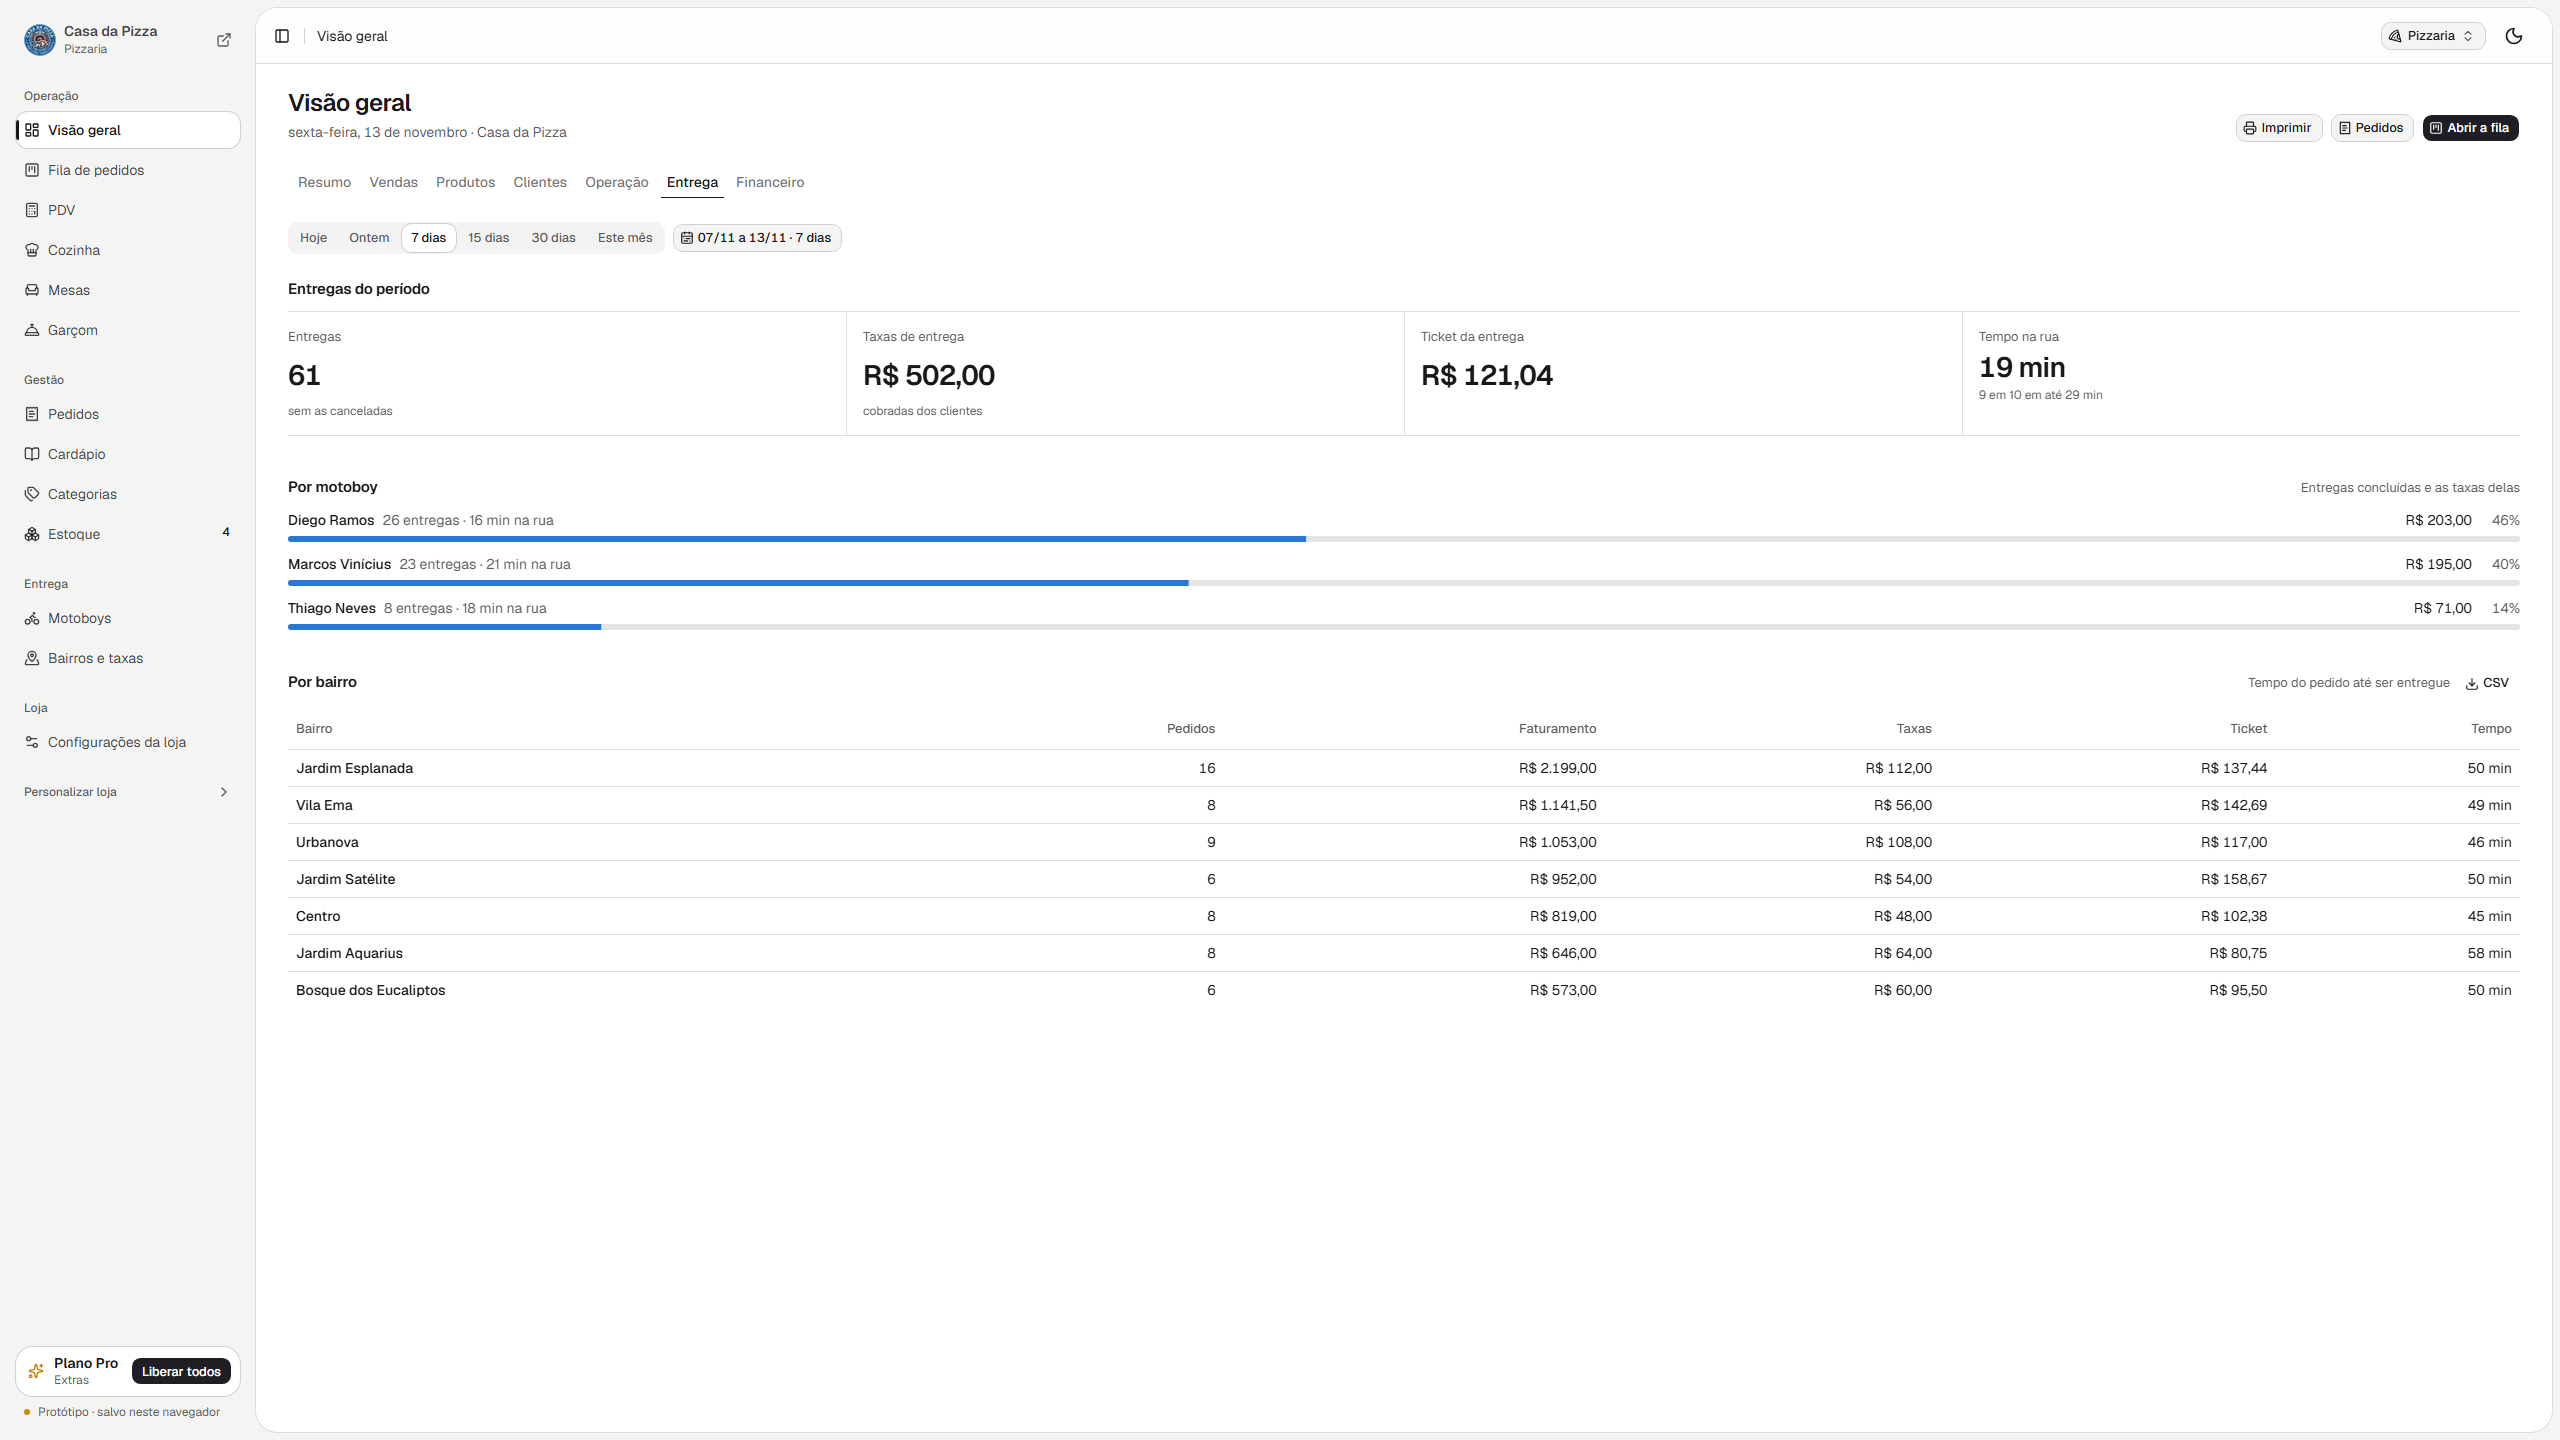 Casa da Pizza
Pizzaria
Operação
Visão geral
Fila de pedidos
PDV
Cozinha
Mesas
Garçom
Gestão
Pedidos
Cardápio
Categorias
Estoque 4
Entrega
Motoboys
Bairros e taxas
Loja
Configurações da loja
Personalizar loja
Plano Pro
Extras
Liberar todos
Protótipo · salvo neste navegador
Visão geral
Pizzaria
Visão geral
sexta-feira, 13 de novembro · Casa da Pizza
Imprimir Pedidos Abrir a fila
Resumo Vendas Produtos Clientes Operação Entrega Financeiro
Hoje Ontem 7 dias 15 dias 30 dias Este mês 07/11 a 13/11 · 7 dias
Entregas do período
Entregas
61
sem as canceladas
Taxas de entrega
R$ 502,00
cobradas dos clientes
Ticket da entrega
R$ 121,04
Tempo na rua
19 min
9 em 10 em até 29 min
Por motoboy Entregas concluídas e as taxas delas
Diego Ramos 26 entregas · 16 min na rua R$ 203,00 46%
Marcos Vinícius 23 entregas · 21 min na rua R$ 195,00 40%
Thiago Neves 8 entregas · 18 min na rua R$ 71,00 14%
Por bairro Tempo do pedido até ser entregue CSV
Bairro Pedidos Faturamento Taxas Ticket Tempo
Jardim Esplanada 16 R$ 2.199,00 R$ 112,00 R$ 137,44 50 min
Vila Ema 8 R$ 1.141,50 R$ 56,00 R$ 142,69 49 min
Urbanova 9 R$ 1.053,00 R$ 108,00 R$ 117,00 46 min
Jardim Satélite 6 R$ 952,00 R$ 54,00 R$ 158,67 50 min
Centro 8 R$ 819,00 R$ 48,00 R$ 102,38 45 min
Jardim Aquarius 8 R$ 646,00 R$ 64,00 R$ 80,75 58 min
Bosque dos Eucaliptos 6 R$ 573,00 R$ 60,00 R$ 95,50 50 min